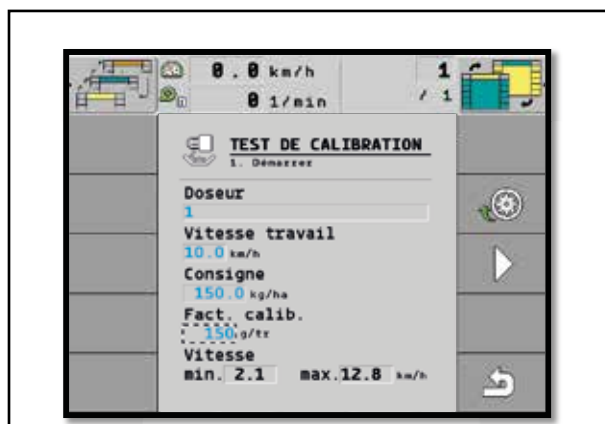 0.0 km/h
1
0 1/min
/ 1
TEST DE CALIBRATION
1. Démarrer
Doseur
1
Vitesse travail
10.0 km/h
Consigne
150.0 kg/ha
Fact. calib.
150 g/tr
Vitesse
min. 2.1 max. 12.8 km/h